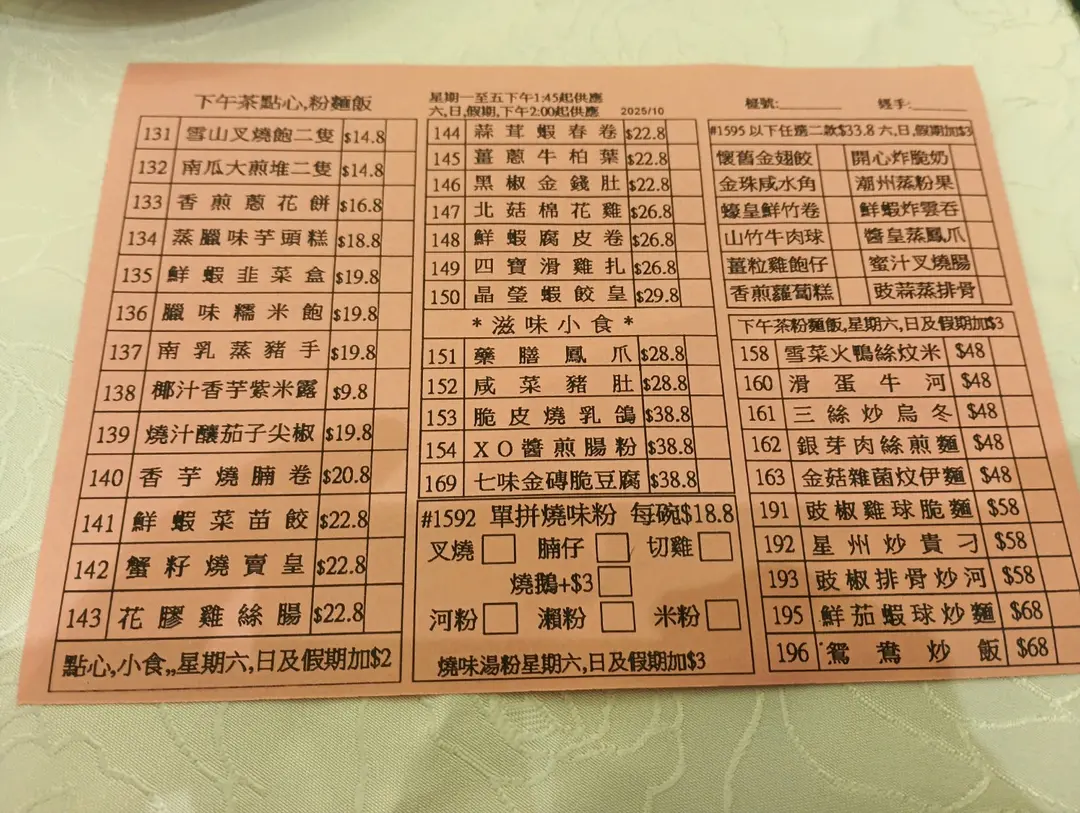 下午茶點心,粉麵飯
131 雪山叉燒飽二隻 $14.8
132 南瓜大煎堆二隻 $14.8
133 香煎蔥花餅 $16.8
134 蒸臘味芋頭糕 $18.8
135 鮮蝦韭菜盒 $19.8
136 臘味糯米飽 $19.8
137 南乳蒸豬手 $19.8
138 椰汁香芋紫米露 $9.8
139 燒汁釀茄子尖椒 $19.8
140 香芋燒腩卷 $20.8
141 鮮蝦菜苗餃 $22.8
142 蟹籽燒賣皇 $22.8
143 花膠雞絲腸 $22.8
點心,小食,,星期六,日及假期加$2
星期一至五下午1:45起供應
六,日,假期,下午2:00起供應 2025/10
144 蒜茸蝦春卷 $22.8
145 薑蔥牛柏葉 $22.8
146 黑椒金錢肚 $22.8
147 北菇棉花雞 $26.8
148 鮮蝦腐皮卷 $26.8
149 四寶滑雞扎 $26.8
150 晶瑩蝦餃皇 $29.8
*滋味小食*
151 藥膳鳳爪 $28.8
152 咸菜豬肚 $28.8
153 脆皮燒乳鴿 $38.8
154 XO醬煎腸粉 $38.8
169 七味金磚脆豆腐 $38.8
#1592 單拼燒味粉 每碗$18.8
叉燒 腩仔 切雞
燒鵝+$3
河粉 瀨粉 米粉
燒味湯粉星期六,日及假期加$3
檯號:________ 經手:________
#1595 以下任選二款$33.8 六,日,假期加$3
懷舊金翅餃 開心炸脆奶
金珠咸水角 潮州蒸粉果
蠔皇鮮竹卷 鮮蝦炸雲吞
山竹牛肉球 醬皇蒸鳳爪
薑粒雞飽仔 蜜汁叉燒腸
香煎蘿蔔糕 豉蒜蒸排骨
下午茶粉麵飯,星期六,日及假期加$3
158 雪菜火鴨絲炆米 $48
160 滑蛋牛河 $48
161 三絲炒烏冬 $48
162 銀芽肉絲煎麵 $48
163 金菇雜菌炆伊麵 $48
191 豉椒雞球脆麵 $58
192 星州炒貴刁 $58
193 豉椒排骨炒河 $58
195 鮮茄蝦球炒麵 $68
196 鴛鴦炒飯 $68